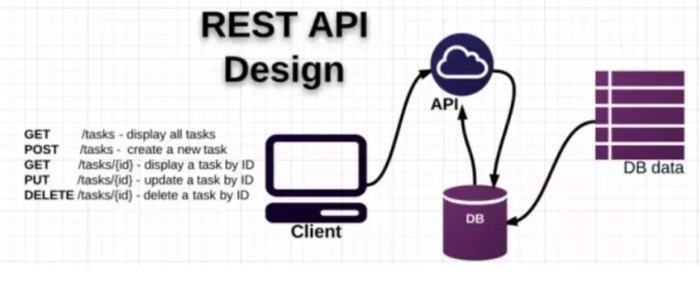 REST API
Design
GET /tasks - display all tasks
POST /tasks - create a new task
GET /tasks/{id} - display a task by ID
PUT /tasks/{id} - update a task by ID
DELETE /tasks/{id} - delete a task by ID
Client
API
DB
DB data